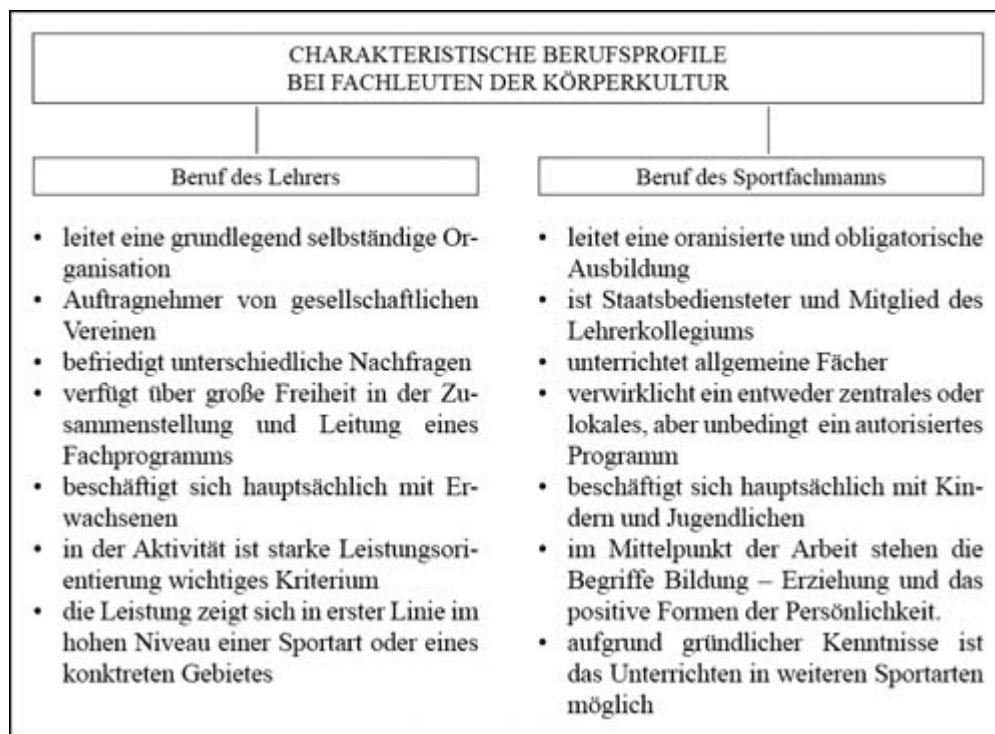 CHARAKTERISTISCHE BERUFSPROFILE
BEI FACHLEUTEN DER KÖRPERKULTUR
Beruf des Lehrers
• leitet eine grundlegend selbständige Or-
ganisation
• Auftragnehmer von gesellschaftlichen
Vereinen
• befriedigt unterschiedliche Nachfragen
• verfügt über große Freiheit in der Zu-
sammenstellung und Leitung eines
Fachprogramms
• beschäftigt sich hauptsächlich mit Er-
wachsenen
• in der Aktivität ist starke Leistungsori-
entierung wichtiges Kriterium
• die Leistung zeigt sich in erster Linie im
hohen Niveau einer Sportart oder eines
konktreten Gebietes
Beruf des Sportfachmanns
• leitet eine oranisierte und obligatorische
Ausbildung
• ist Staatsbediensteter und Mitglied des
Lehrerkollegiums
• unterrichtet allgemeine Fächer
• verwirklicht ein entweder zentrales oder
lokales, aber unbedingt ein autorisiertes
Programm
• beschäftigt sich hauptsächlich mit Kin-
dern und Jugendlichen
• im Mittelpunkt der Arbeit stehen die
Begriffe Bildung – Erziehung und das
positive Formen der Persönlichkeit.
• aufgrund gründlicher Kenntnisse ist
das Unterrichten in weiteren Sportarten
möglich